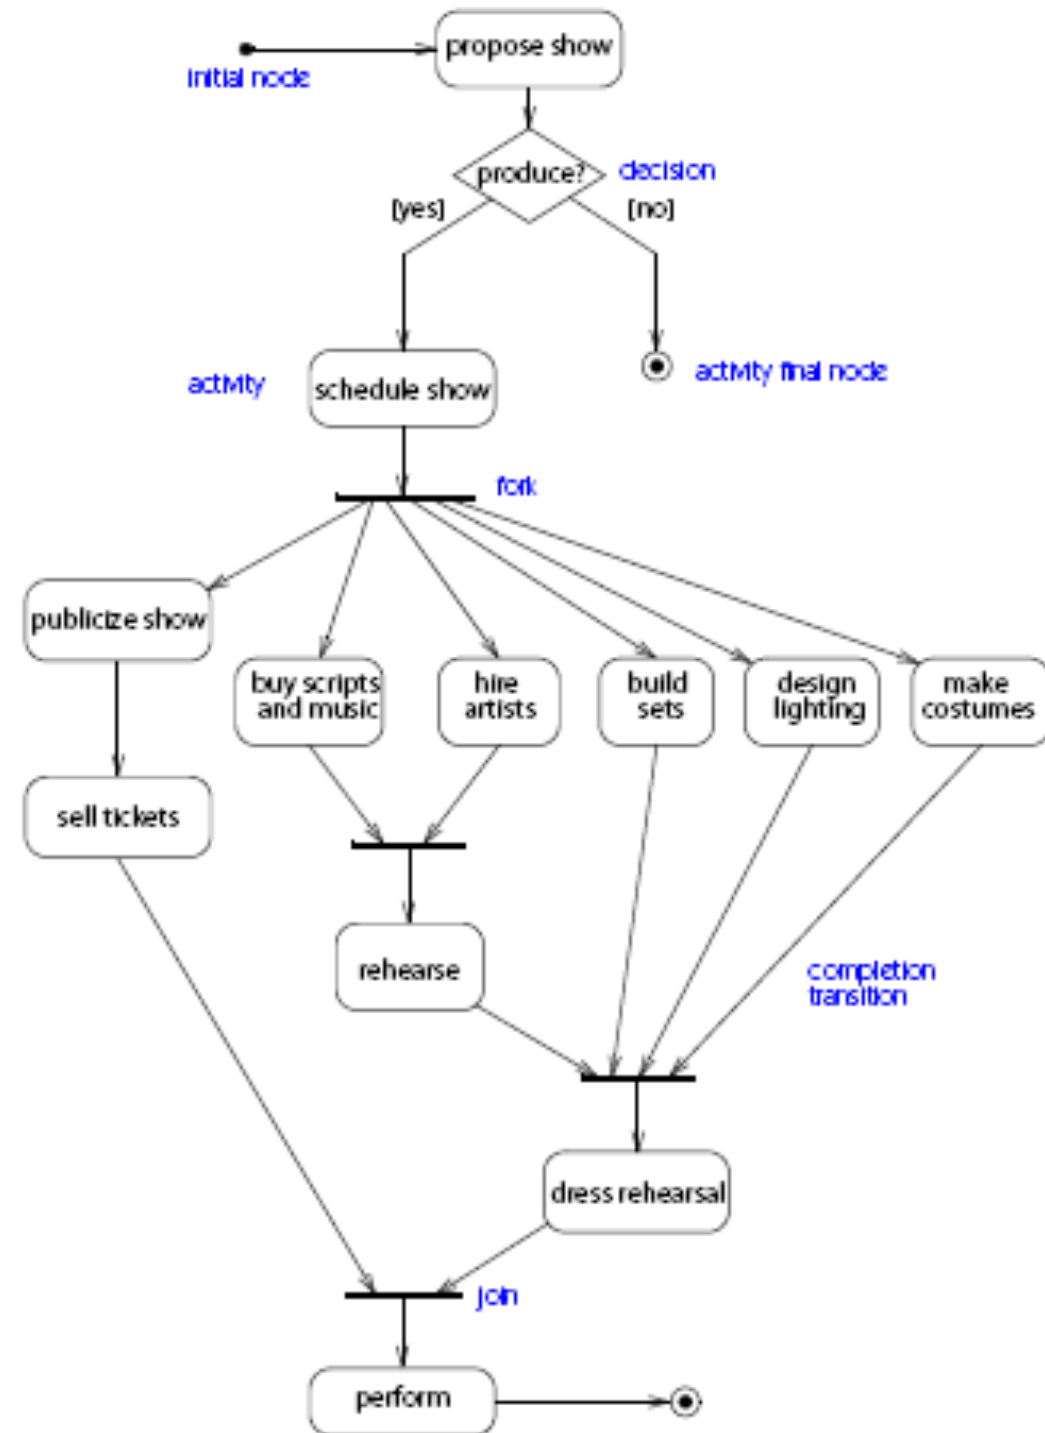 propose show
initial node
produce?
decision
[yes]
[no]
activity
schedule show
activity final node
fork
publicize show
buy scripts
and music
hire
artists
build
sets
design
lighting
make
costumes
sell tickets
rehearse
completion
transition
dress rehearsal
join
perform